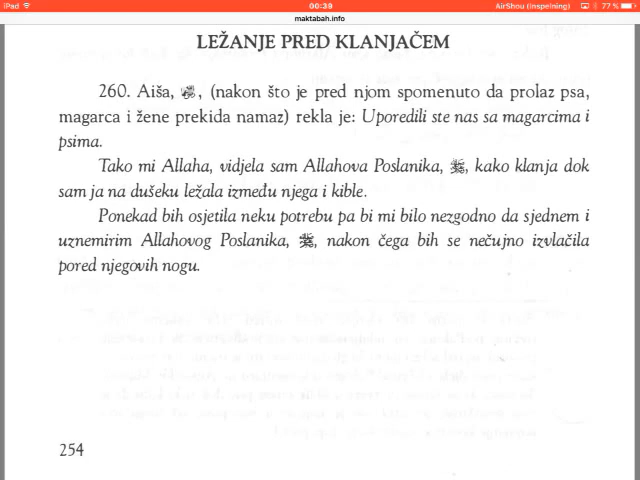 iPad 00:39 AirShou (Inspelning) 77 %
maktabah.info
LEŽANJE PRED KLANJAČEM
260. Aiša, (nakon što je pred njom spomenuto da prolaz psa,
magarca i žene prekida namaz) rekla je: Uporedili ste nas sa magarcima i
psima.
Tako mi Allaha, vidjela sam Allahova Poslanika, ﷺ, kako klanja dok
sam ja na dušeku ležala između njega i kible.
Ponekad bih osjetila neku potrebu pa bi mi bilo nezgodno da sjednem i
uznemirim Allahovog Poslanika, ﷺ, nakon čega bih se nečujno izvlačila
pored njegovih nogu.
254